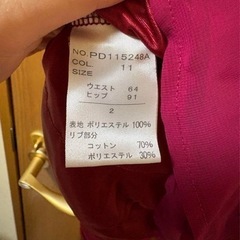 NO.PD115248A
COL. 11
SIZE
ウエスト 64
ヒップ 91
2
表地 ポリエステル 100%
リブ部分
コットン 70%
ポリエステル 30%